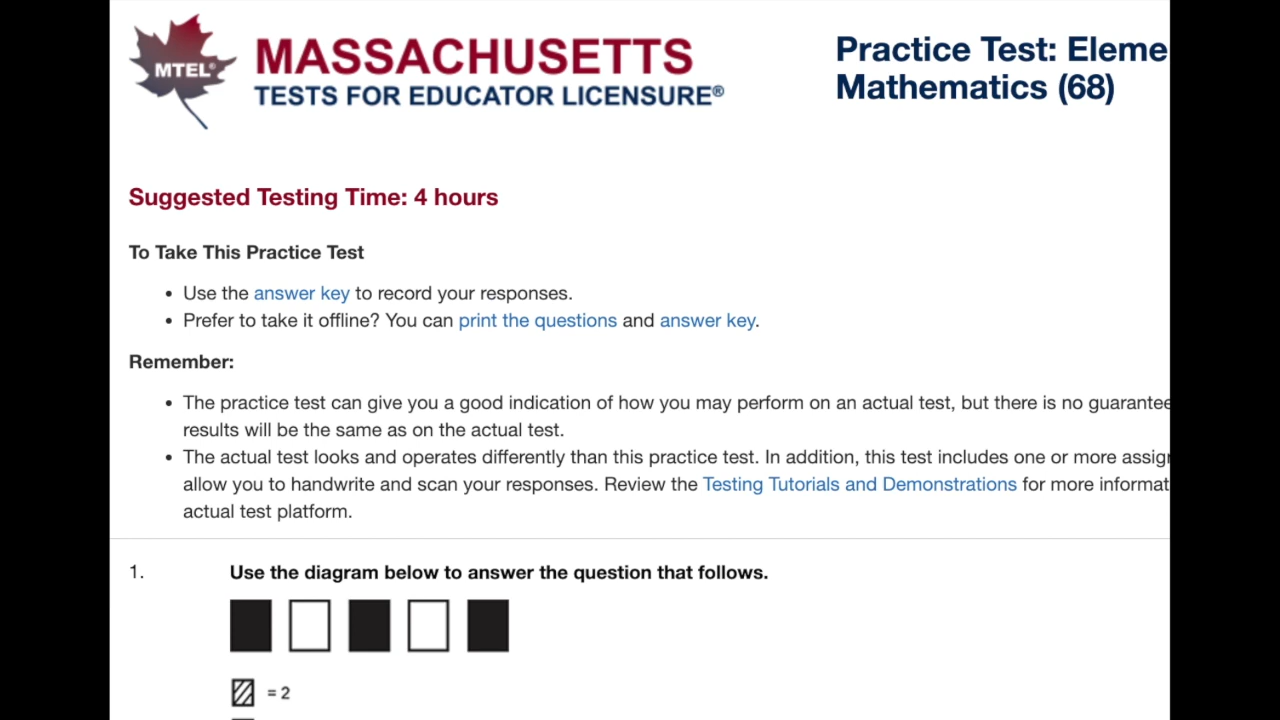 MTEL®
MASSACHUSETTS
TESTS FOR EDUCATOR LICENSURE®
Practice Test: Eleme
Mathematics (68)
Suggested Testing Time: 4 hours
To Take This Practice Test
• Use the answer key to record your responses.
• Prefer to take it offline? You can print the questions and answer key.
Remember:
• The practice test can give you a good indication of how you may perform on an actual test, but there is no guarantee
results will be the same as on the actual test.
• The actual test looks and operates differently than this practice test. In addition, this test includes one or more assig
allow you to handwrite and scan your responses. Review the Testing Tutorials and Demonstrations for more informat
actual test platform.
1. Use the diagram below to answer the question that follows.
= 2